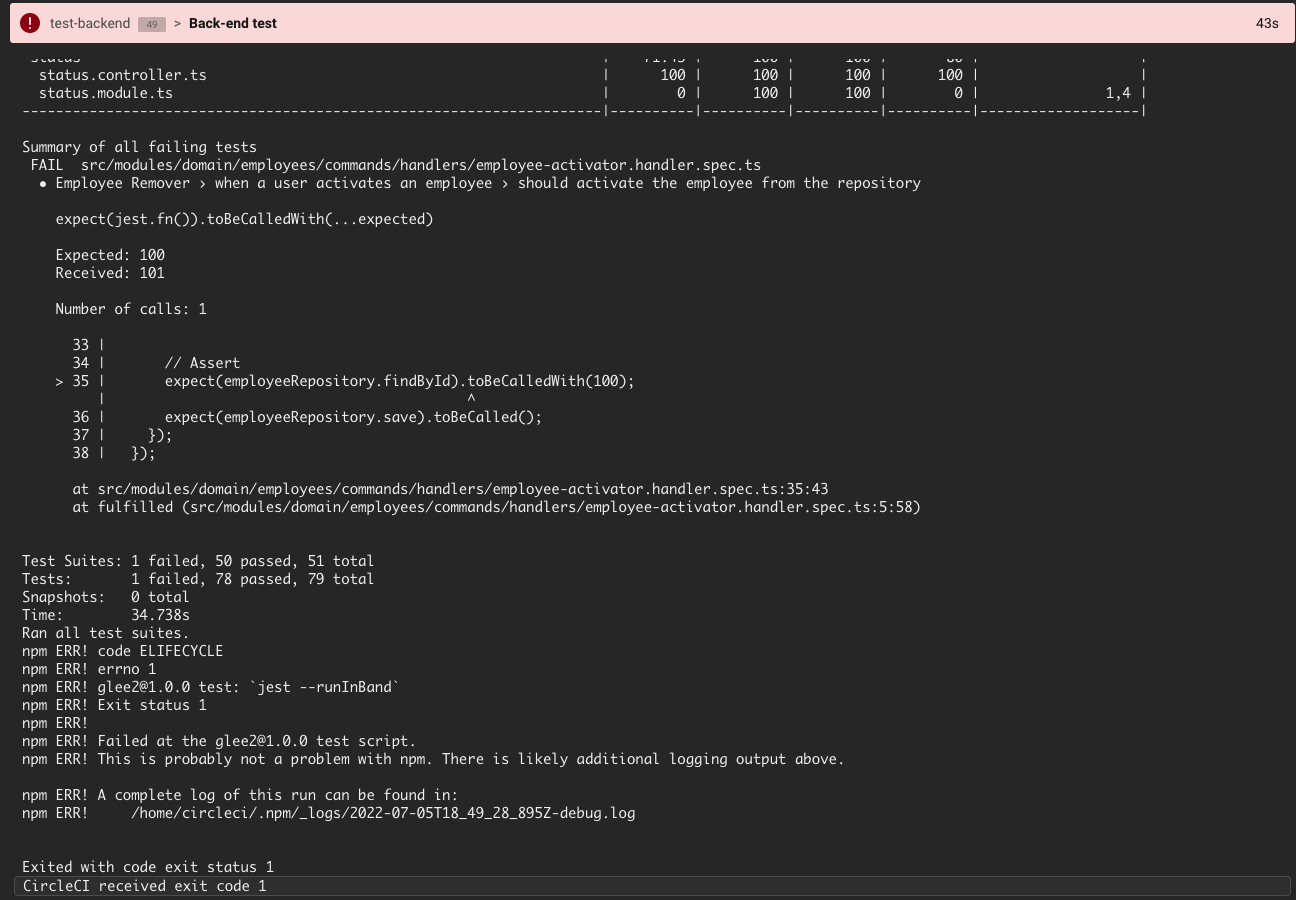 ! test-backend 49 > Back-end test 43s
status | 71.43 | 100 | 100 | 60 | |
status.controller.ts | 100 | 100 | 100 | 100 | |
status.module.ts | 0 | 100 | 100 | 0 | 1,4 |
---------------------------------------------------------------------|----------|----------|----------|----------|-------------------|
Summary of all failing tests
FAIL src/modules/domain/employees/commands/handlers/employee-activator.handler.spec.ts
● Employee Remover › when a user activates an employee › should activate the employee from the repository
expect(jest.fn()).toBeCalledWith(...expected)
Expected: 100
Received: 101
Number of calls: 1
33 |
34 | // Assert
> 35 | expect(employeeRepository.findById).toBeCalledWith(100);
| ^
36 | expect(employeeRepository.save).toBeCalled();
37 | });
38 | });
at src/modules/domain/employees/commands/handlers/employee-activator.handler.spec.ts:35:43
at fulfilled (src/modules/domain/employees/commands/handlers/employee-activator.handler.spec.ts:5:58)
Test Suites: 1 failed, 50 passed, 51 total
Tests: 1 failed, 78 passed, 79 total
Snapshots: 0 total
Time: 34.738s
Ran all test suites.
npm ERR! code ELIFECYCLE
npm ERR! errno 1
npm ERR! glee2@1.0.0 test: `jest --runInBand`
npm ERR! Exit status 1
npm ERR!
npm ERR! Failed at the glee2@1.0.0 test script.
npm ERR! This is probably not a problem with npm. There is likely additional logging output above.
npm ERR! A complete log of this run can be found in:
npm ERR! /home/circleci/.npm/_logs/2022-07-05T18_49_28_895Z-debug.log
Exited with code exit status 1
CircleCI received exit code 1